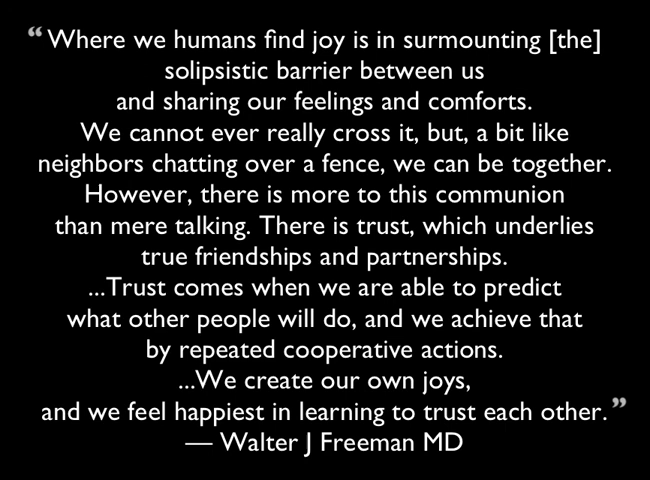 “Where we humans find joy is in surmounting [the]
solipsistic barrier between us
and sharing our feelings and comforts.
We cannot ever really cross it, but, a bit like
neighbors chatting over a fence, we can be together.
However, there is more to this communion
than mere talking. There is trust, which underlies
true friendships and partnerships.
...Trust comes when we are able to predict
what other people will do, and we achieve that
by repeated cooperative actions.
...We create our own joys,
and we feel happiest in learning to trust each other.”
— Walter J Freeman MD